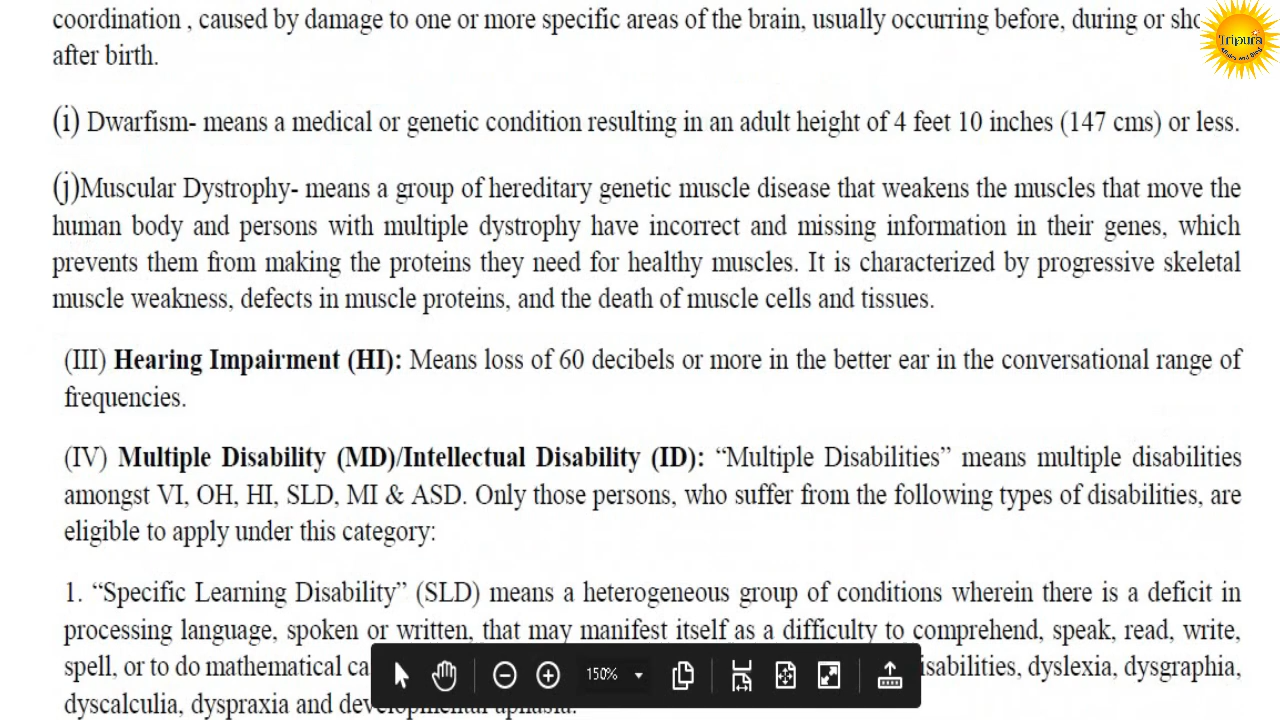 coordination , caused by damage to one or more specific areas of the brain, usually occurring before, during or
after birth.
Tripura
(i) Dwarfism- means a medical or genetic condition resulting in an adult height of 4 feet 10 inches (147 cms) or less.
(j)Muscular Dystrophy- means a group of hereditary genetic muscle disease that weakens the muscles that move the
human body and persons with multiple dystrophy have incorrect and missing information in their genes, which
prevents them from making the proteins they need for healthy muscles. It is characterized by progressive skeletal
muscle weakness, defects in muscle proteins, and the death of muscle cells and tissues.
(III) Hearing Impairment (HI): Means loss of 60 decibels or more in the better ear in the conversational range of
frequencies.
(IV) Multiple Disability (MD)/Intellectual Disability (ID): “Multiple Disabilities” means multiple disabilities
amongst VI, OH, HI, SLD, MI & ASD. Only those persons, who suffer from the following types of disabilities, are
eligible to apply under this category:
1. “Specific Learning Disability” (SLD) means a heterogeneous group of conditions wherein there is a deficit in
processing language, spoken or written, that may manifest itself as a difficulty to comprehend, speak, read, write,
spell, or to do mathematical dyslexia, dysgraphia,
150%
dyscalculia, dyspraxia and